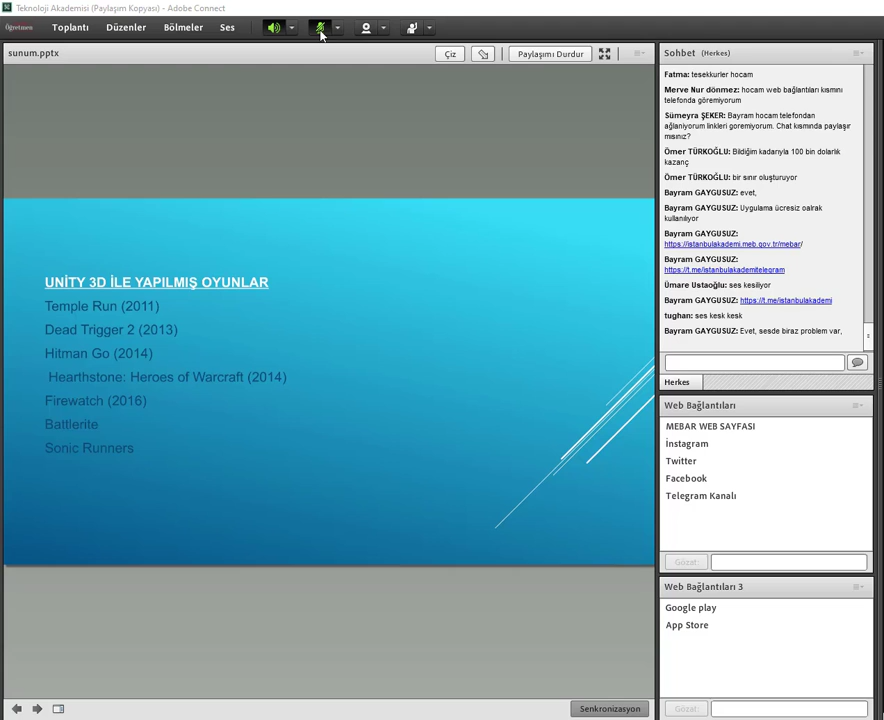 Teknoloji Akademisi (Paylaşım Kopyası) - Adobe Connect
Öğretmen Toplantı Düzenler Bölmeler Ses
sunum.pptx
Çiz
Paylaşımı Durdur
UNİTY 3D İLE YAPILMIŞ OYUNLAR
Temple Run (2011)
Dead Trigger 2 (2013)
Hitman Go (2014)
Hearthstone: Heroes of Warcraft (2014)
Firewatch (2016)
Battlerite
Sonic Runners
Senkronizasyon
Sohbet (Herkes)
Fatma: tesekkurler hocam
Merve Nur dönmez: hocam web bağlantıları kısmını
telefonda göremiyorum
Sümeyra ŞEKER: Bayram hocam telefondan
ağlaniyorum linkleri goremiyorum. Chat kısmında paylaşır
mısınız?
Ömer TÜRKOĞLU: Bildiğim kadarıyla 100 bin dolarlık
kazanç
Ömer TÜRKOĞLU: bir sınır oluşturuyor
Bayram GAYGUSUZ: evet,
Bayram GAYGUSUZ: Uygulama ücresiz oalrak
kullanılıyor
Bayram GAYGUSUZ:
https://istanbulakademi.meb.gov.tr/mebar/
Bayram GAYGUSUZ:
https://t.me/istanbulakademitelegram
Ümare Ustaoğlu: ses kesiliyor
Bayram GAYGUSUZ: https://t.me/istanbulakademi
tughan: ses kesk kesk
Bayram GAYGUSUZ: Evet, sesde biraz problem var,
Herkes
Web Bağlantıları
MEBAR WEB SAYFASI
İnstagram
Twitter
Facebook
Telegram Kanalı
Gözat:
Web Bağlantıları 3
Google play
App Store
Gözat: